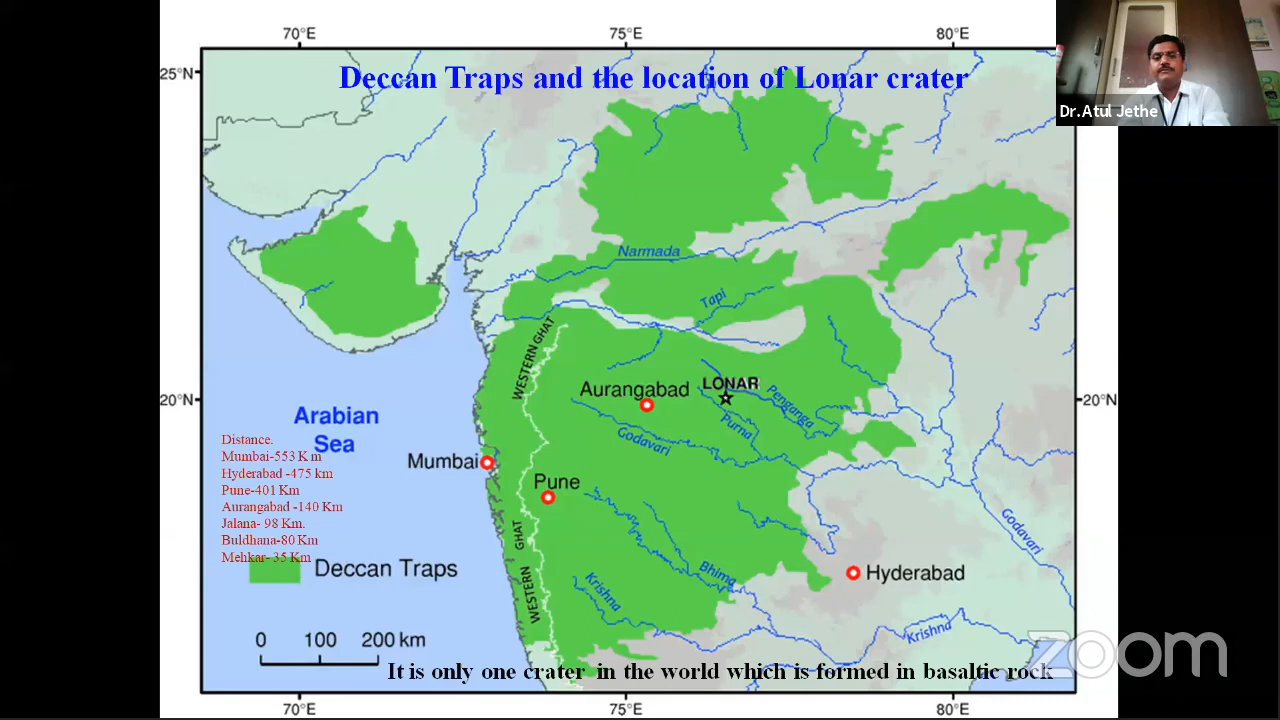 70°E
75°E
80°E
25°N
Deccan Traps and the location of Lonar crater
Dr.Atul Jethe
Narmada
Tapi
WESTERN GHAT
Aurangabad
LONAR
Penganga
Purna
20°N
20°N
Arabian
Sea
Godavari
Distance.
Mumbai-553 K m
Hyderabad -475 km
Pune-401 Km
Aurangabad -140 Km
Jalana- 98 Km.
Buldhana-80 Km
Mehkar- 35 Km
Mumbai
Pune
Godavari
WESTERN GHAT
Deccan Traps
Bhima
Hyderabad
Krishna
Krishna
0 100 200 km
zoom
It is only one crater in the world which is formed in basaltic rock
70°E
75°E
80°E